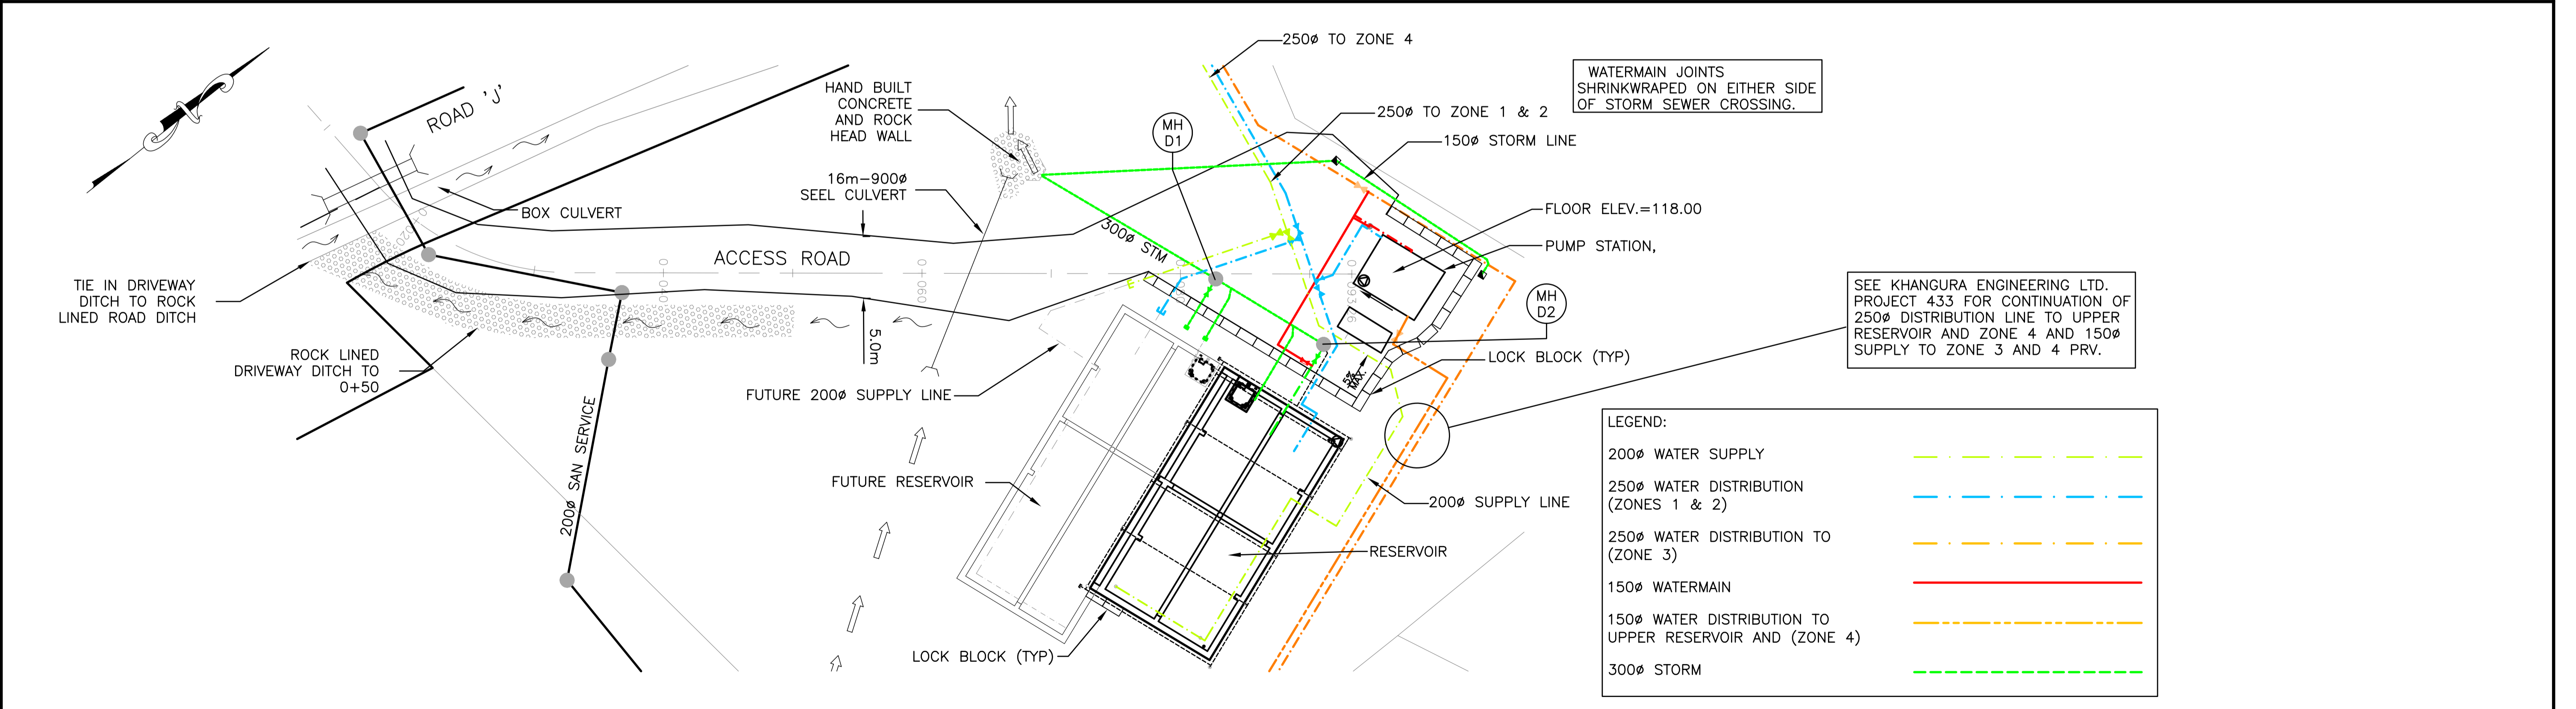 250ø TO ZONE 4
WATERMAIN JOINTS
SHRINKWRAPED ON EITHER SIDE
OF STORM SEWER CROSSING.
ROAD 'J'
HAND BUILT
CONCRETE
AND ROCK
HEAD WALL
250ø TO ZONE 1 & 2
MH
D1
150ø STORM LINE
16m-900ø
SEEL CULVERT
BOX CULVERT
FLOOR ELEV.=118.00
300ø STM
PUMP STATION,
ACCESS ROAD
0+040
0+060
TIE IN DRIVEWAY
DITCH TO ROCK
LINED ROAD DITCH
SEE KHANGURA ENGINEERING LTD.
PROJECT 433 FOR CONTINUATION OF
250ø DISTRIBUTION LINE TO UPPER
RESERVOIR AND ZONE 4 AND 150ø
SUPPLY TO ZONE 3 AND 4 PRV.
MH
D2
5.0m
ROCK LINED
DRIVEWAY DITCH TO
0+50
LOCK BLOCK (TYP)
5%
MAX.
FUTURE 200ø SUPPLY LINE
200ø SAN SERVICE
FUTURE RESERVOIR
200ø SUPPLY LINE
RESERVOIR
LOCK BLOCK (TYP)
LEGEND:
200ø WATER SUPPLY
250ø WATER DISTRIBUTION
(ZONES 1 & 2)
250ø WATER DISTRIBUTION TO
(ZONE 3)
150ø WATERMAIN
150ø WATER DISTRIBUTION TO
UPPER RESERVOIR AND (ZONE 4)
300ø STORM